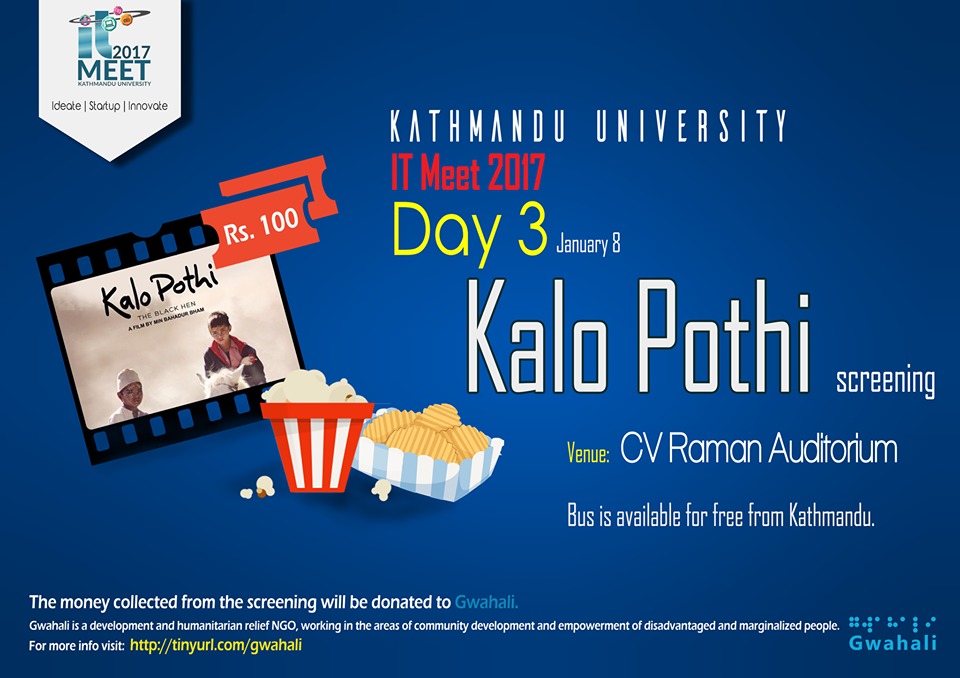 it 2017
MEET
KATHMANDU UNIVERSITY
Ideate | Startup | Innovate
KATHMANDU UNIVERSITY
IT Meet 2017
Day 3 January 8
Kalo Pothi screening
Rs. 100
Kalo Pothi
THE BLACK HEN
A FILM BY MIN BAHADUR BHAM
Venue: CV Raman Auditorium
Bus is available for free from Kathmandu.
The money collected from the screening will be donated to Gwahali.
Gwahali is a development and humanitarian relief NGO, working in the areas of community development and empowerment of disadvantaged and marginalized people.
For more info visit: http://tinyurl.com/gwahali
Gwahali